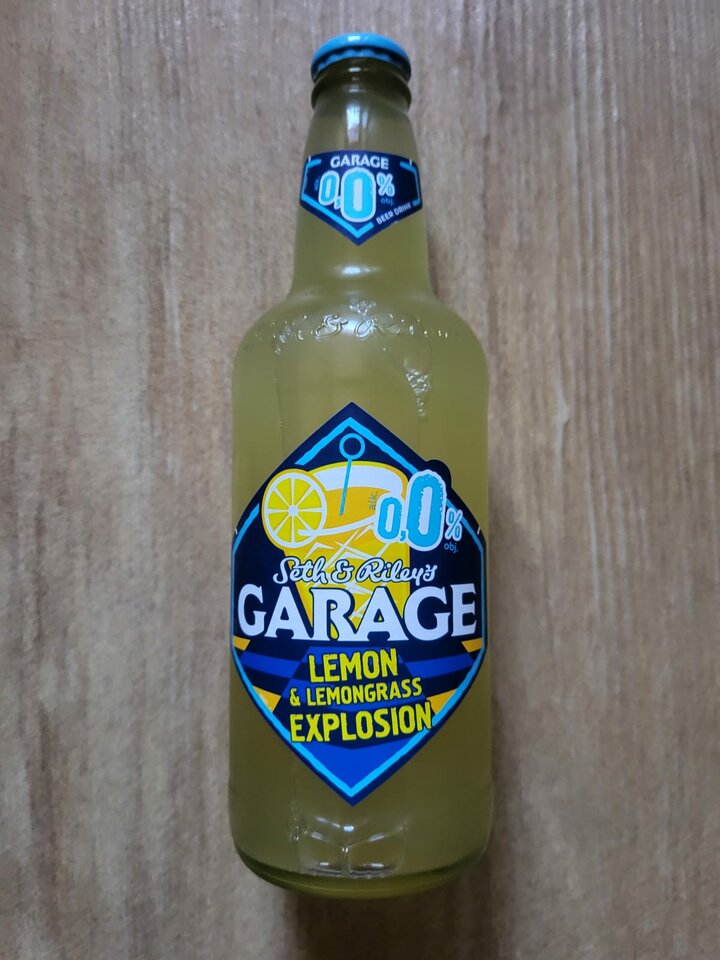 GARAGE
0,0%
obj.
BEER DRINK
alk.
0,0%
obj.
Seth & Riley's
GARAGE
LEMON
& LEMONGRASS
EXPLOSION